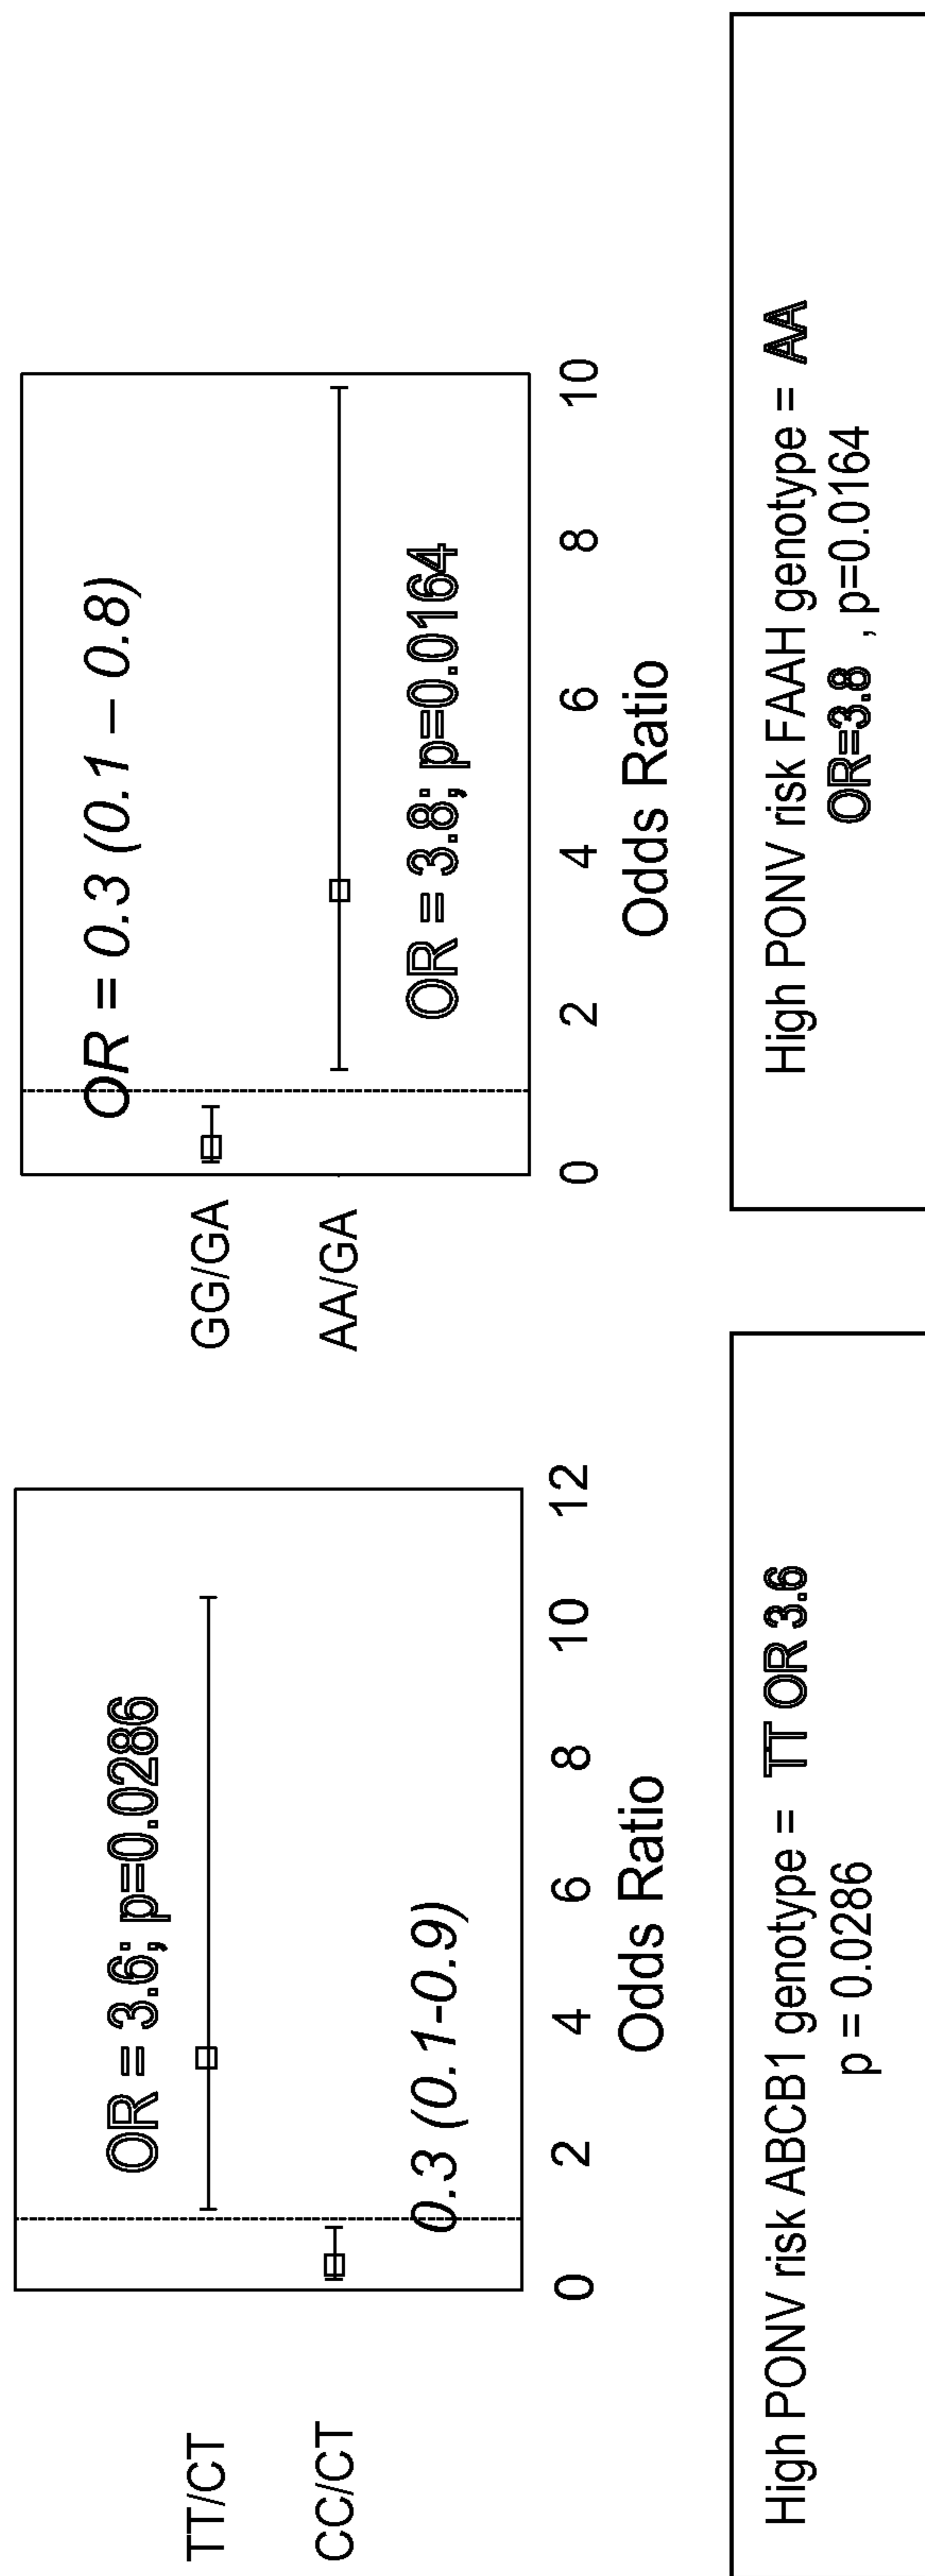 TT/CT
CC/CT
OR = 3.6; p=0.0286
0.3 (0.1-0.9)
0 2 4 6 8 10 12
Odds Ratio
High PONV risk ABCB1 genotype = TT OR 3.6
p = 0.0286
GG/GA
AA/GA
OR = 0.3 (0.1 – 0.8)
OR = 3.8; p=0.0164
0 2 4 6 8 10
Odds Ratio
High PONV risk FAAH genotype = AA
OR=3.8 , p=0.0164